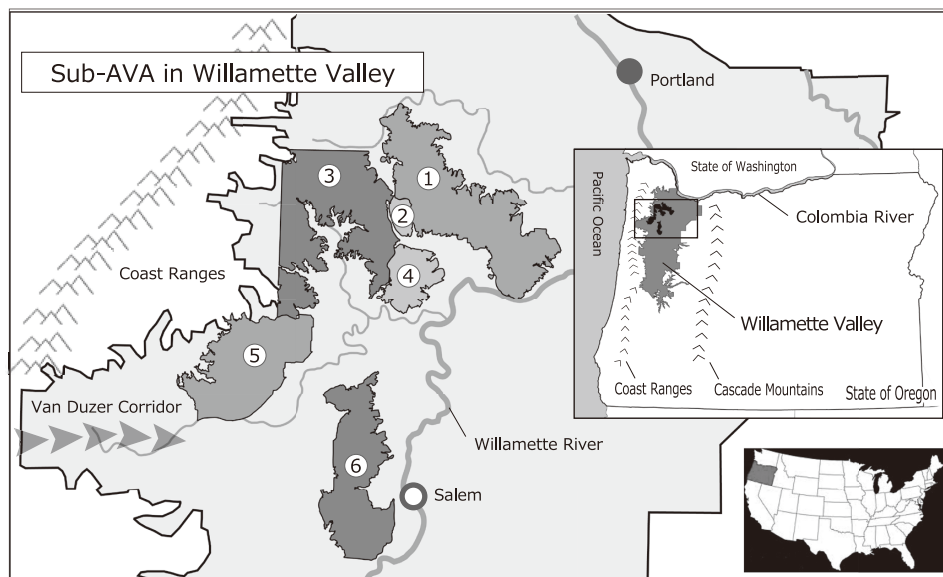 Sub-AVA in Willamette Valley
Portland
①
②
③
④
⑤
⑥
Coast Ranges
Van Duzer Corridor
Willamette River
Salem
State of Washington
Pacific Ocean
Colombia River
Willamette Valley
Coast Ranges
Cascade Mountains
State of Oregon